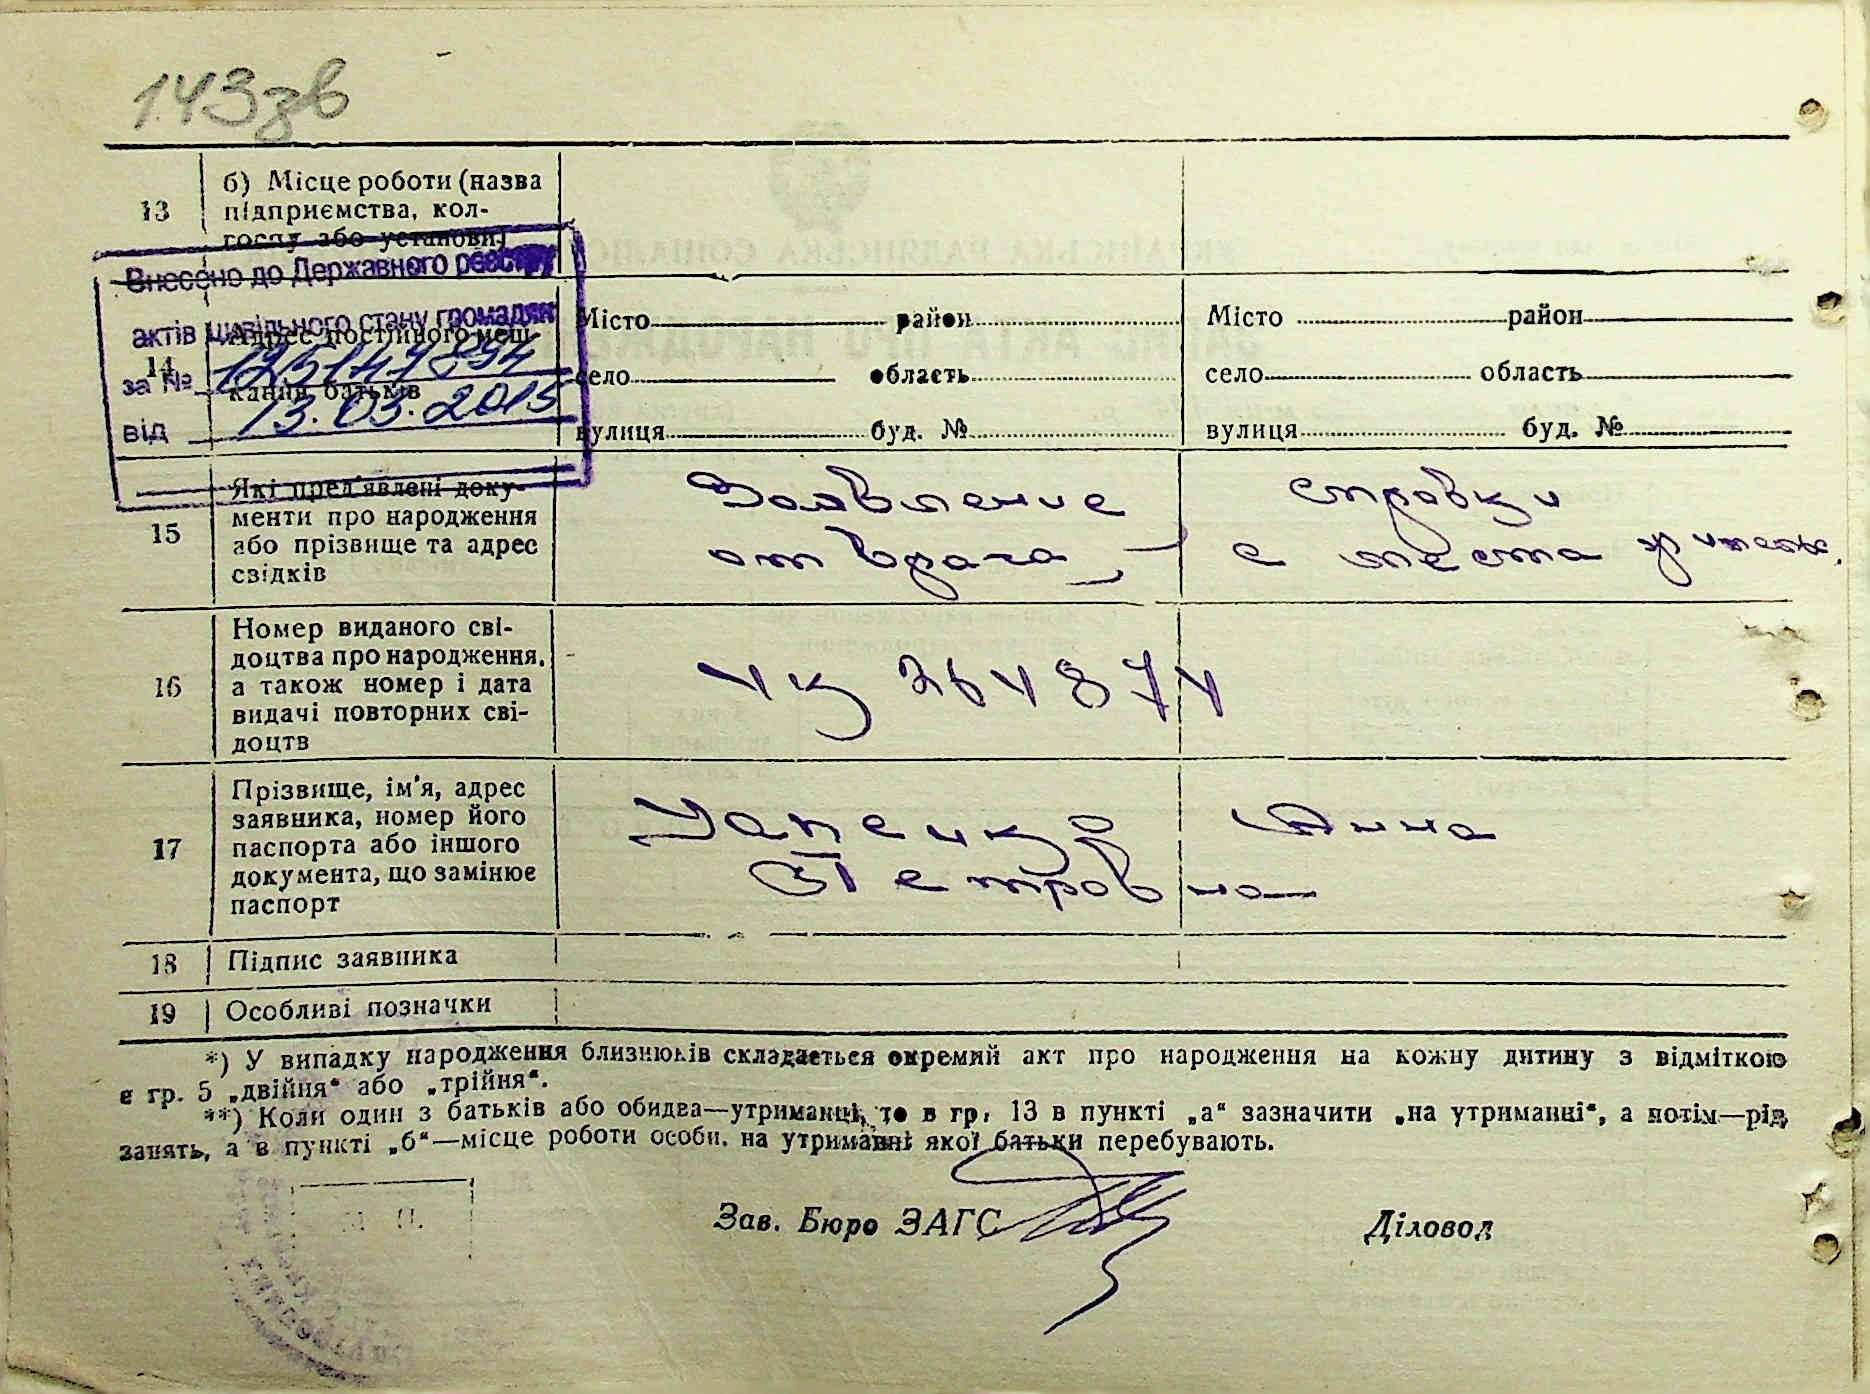 143зв
13
б) Місце роботи (назва
підприємства, кол-
госпу або установи)
Внесено до Державного реєстру
актів цивільного стану громадян
за №
від 13.03.2015
14
Адрес постійного меш-
кання батьків
Місто район
село область
вулиця буд. №
Місто район
село область
вулиця буд. №
15
Які пред'явлені доку-
менти про народження
або прізвище та адрес
свідків
Заявление справки
от врача, с места
16
Номер виданого сві-
доцтва про народження,
а також номер і дата
видачі повторних сві-
доцтв
17
Прізвище, ім'я, адрес
заявника, номер його
паспорта або іншого
документа, що замінює
паспорт
Анна
Петровна
18
Підпис заявника
19
Особливі позначки
*) У випадку народження близнюків складається окремий акт про народження на кожну дитину з відміткою
в гр. 5 „двійня“ або „трійня“.
**) Коли один з батьків або обидва—утриманці, то в гр. 13 в пункті „а“ зазначити „на утриманні“, а потім—рід
занять, а в пункті „б“—місце роботи особи, на утриманні якої батьки перебувають.
Зав. Бюро ЗАГС
Діловод